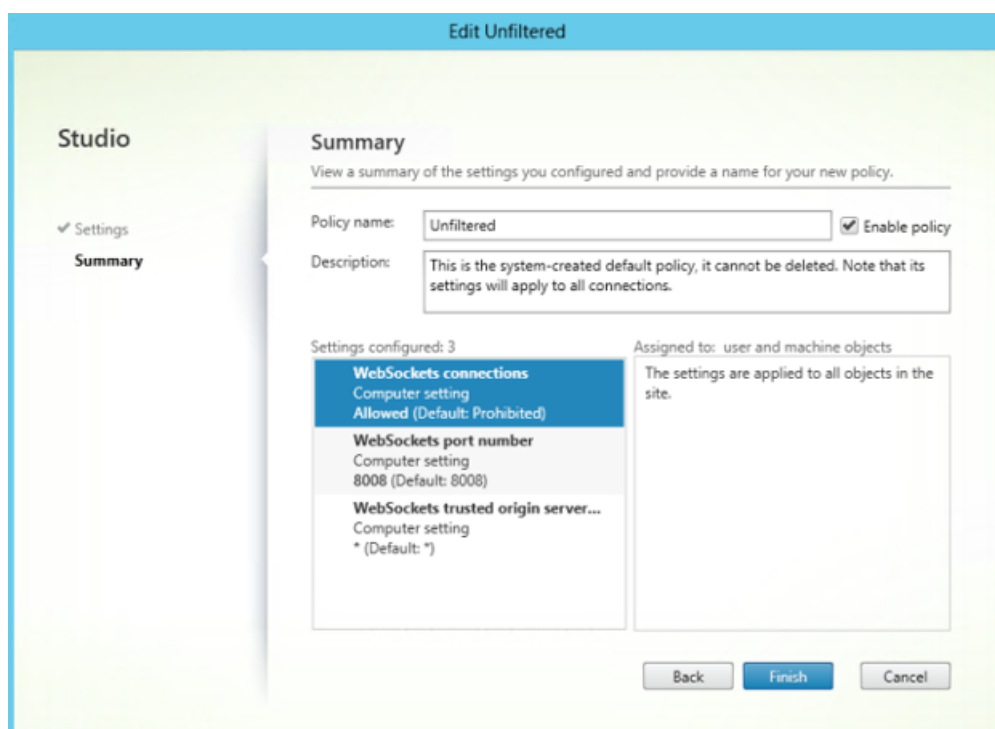 Edit Unfiltered
Studio
Settings
Summary
Summary
View a summary of the settings you configured and provide a name for your new policy.
Policy name:
Unfiltered
Enable policy
Description:
This is the system-created default policy, it cannot be deleted. Note that its
settings will apply to all connections.
Settings configured: 3
WebSockets connections
Computer setting
Allowed (Default: Prohibited)
WebSockets port number
Computer setting
8008 (Default: 8008)
WebSockets trusted origin server...
Computer setting
* (Default: *)
Assigned to: user and machine objects
The settings are applied to all objects in the
site.
Back
Finish
Cancel